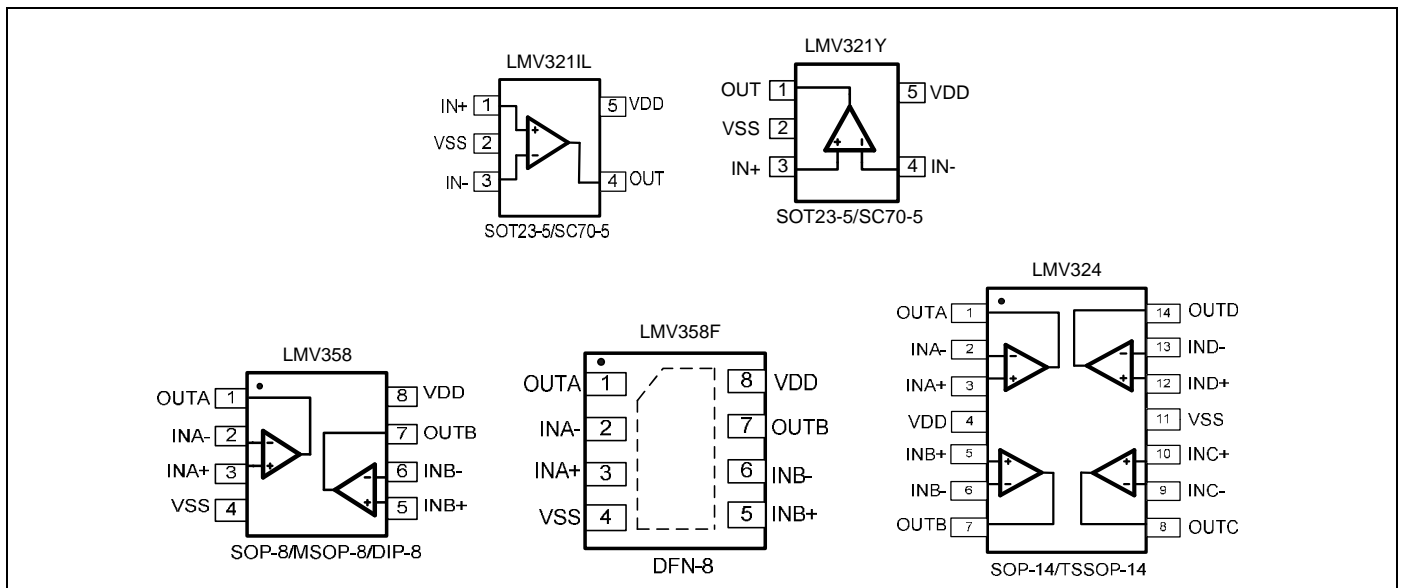 LMV321IL
IN+ 1 5 VDD
VSS 2
IN- 3 4 OUT
+
-
SOT23-5/SC70-5
LMV321Y
OUT 1 5 VDD
VSS 2
IN+ 3 4 IN-
+ -
SOT23-5/SC70-5
LMV358
OUTA 1 8 VDD
INA- 2 7 OUTB
INA+ 3 6 INB-
VSS 4 5 INB+
- +
- +
SOP-8/MSOP-8/DIP-8
LMV358F
OUTA 1 8 VDD
INA- 2 7 OUTB
INA+ 3 6 INB-
VSS 4 5 INB+
DFN-8
LMV324
OUTA 1 14 OUTD
INA- 2 - - 13 IND-
INA+ 3 + + 12 IND+
VDD 4 11 VSS
INB+ 5 + + 10 INC+
INB- 6 - - 9 INC-
OUTB 7 8 OUTC
SOP-14/TSSOP-14